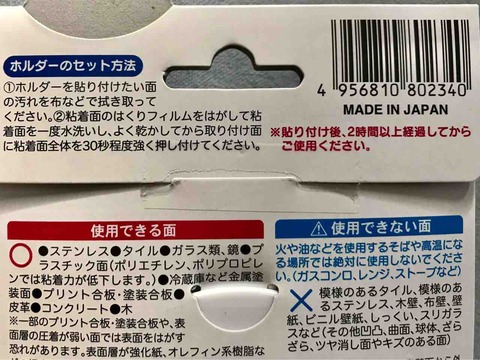 ホルダーのセット方法
①ホルダーを貼り付けたい面
の汚れを布などで拭き取って
ください。②粘着面のはくりフィルムをはがして粘
着面を一度水洗いし、よく乾かしてから取り付け面
に粘着面全体を30秒程度強く押し付けてください。
4 956810 802340
MADE IN JAPAN
※貼り付け後、2時間以上経過してから
ご使用ください。
使用できる面
○●ステンレス●タイル●ガラス類、鏡●プ
ラスチック面(ポリエチレン、ポリプロピレ
ンでは粘着力が低下します。)●冷蔵庫など金属塗
装面●プリント合板・塗装合板●
皮革●コンクリート●木
※一部のプリント合板・塗装合板や、
表面層の付着が弱い面では表面をはがす
恐れがあります。表面層が強化紙、オレフィン系樹脂な
使用できない面
火や油などを使用するそばや高温にな
る場所では絶対に使用しないでください。
(ガスコンロ、レンジ、ストーブなど)
×模様のあるタイル、模様のあ
るステンレス、木壁、布壁、壁
紙、ビニール壁紙、しっくい、スリガラ
スなど(その他凹凸、曲面、球体、ざら
ざら、ツヤ消し面やキズのある面)